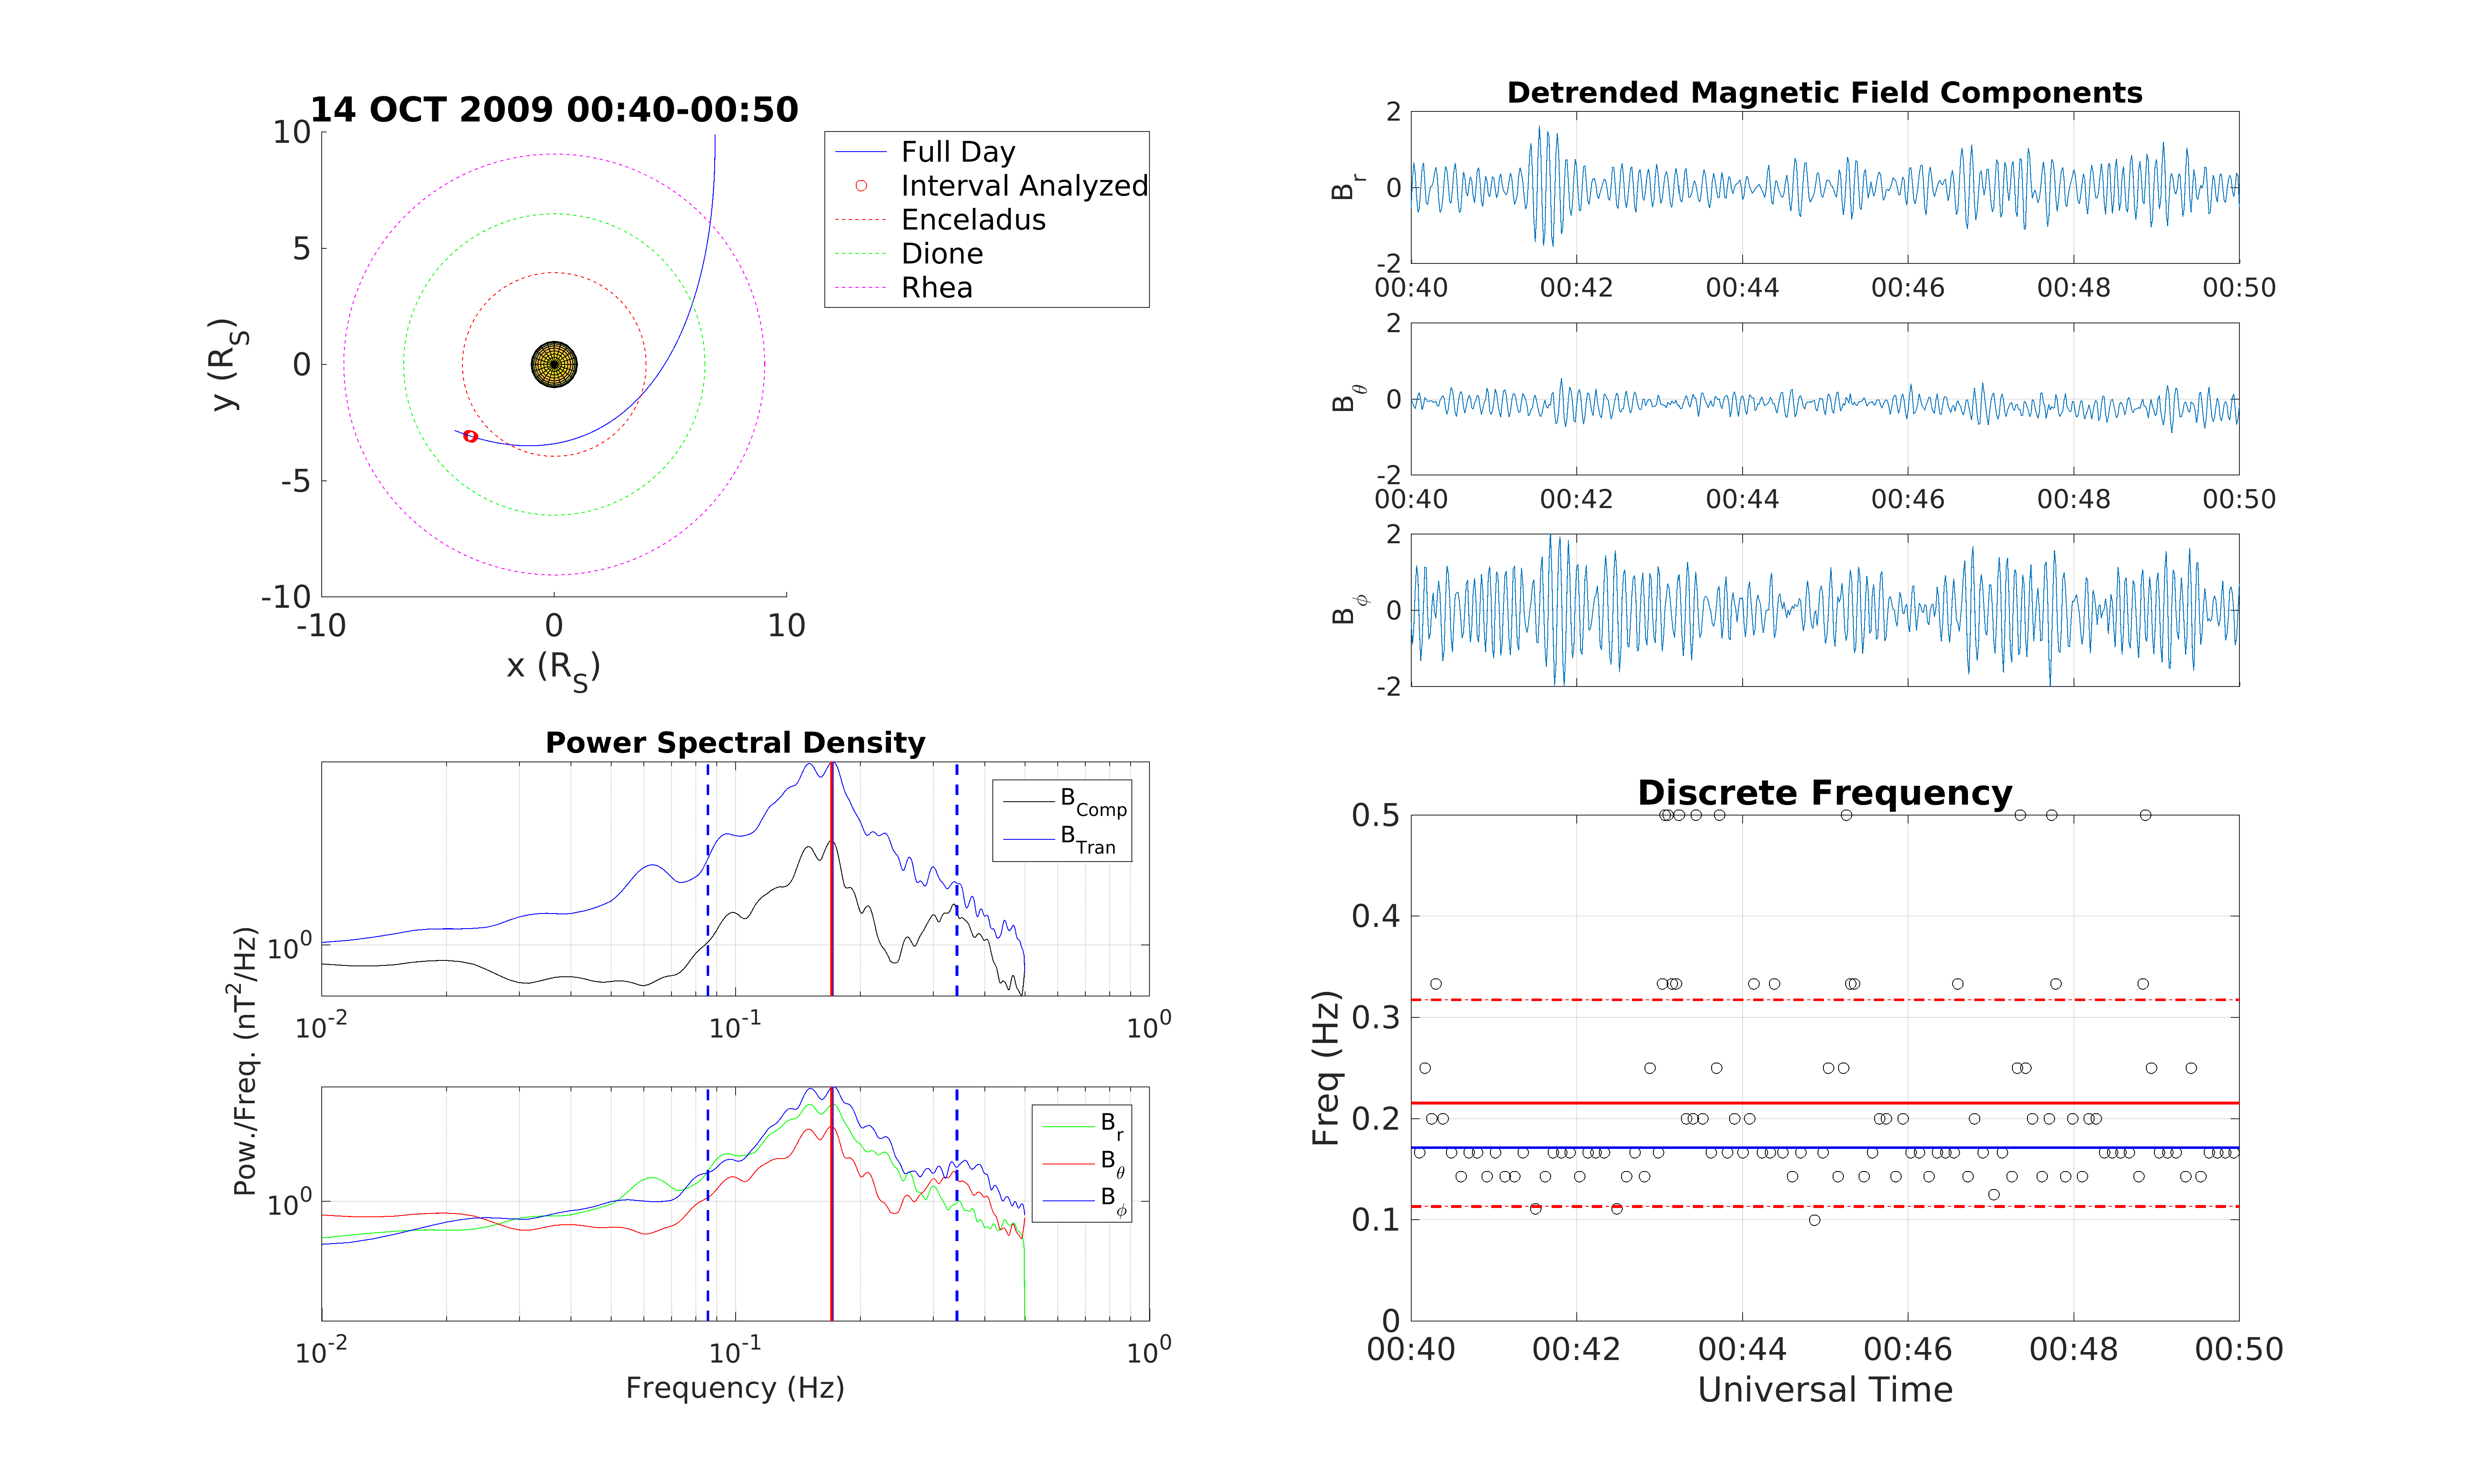 14 OCT 2009 00:40-00:50
10
5
0
-5
-10
-10 0 10
y (R_S)
x (R_S)
Full Day
Interval Analyzed
Enceladus
Dione
Rhea
Detrended Magnetic Field Components
2
0
-2
B_r
00:40 00:42 00:44 00:46 00:48 00:50
2
0
-2
B_θ
00:40 00:42 00:44 00:46 00:48 00:50
2
0
-2
B_ϕ
Power Spectral Density
B_Comp
B_Tran
10^0
10^-2 10^-1 10^0
Pow./Freq. (nT^2/Hz)
B_r
B_θ
B_ϕ
10^0
10^-2 10^-1 10^0
Frequency (Hz)
Discrete Frequency
0.5
0.4
0.3
0.2
0.1
0
Freq (Hz)
00:40 00:42 00:44 00:46 00:48 00:50
Universal Time